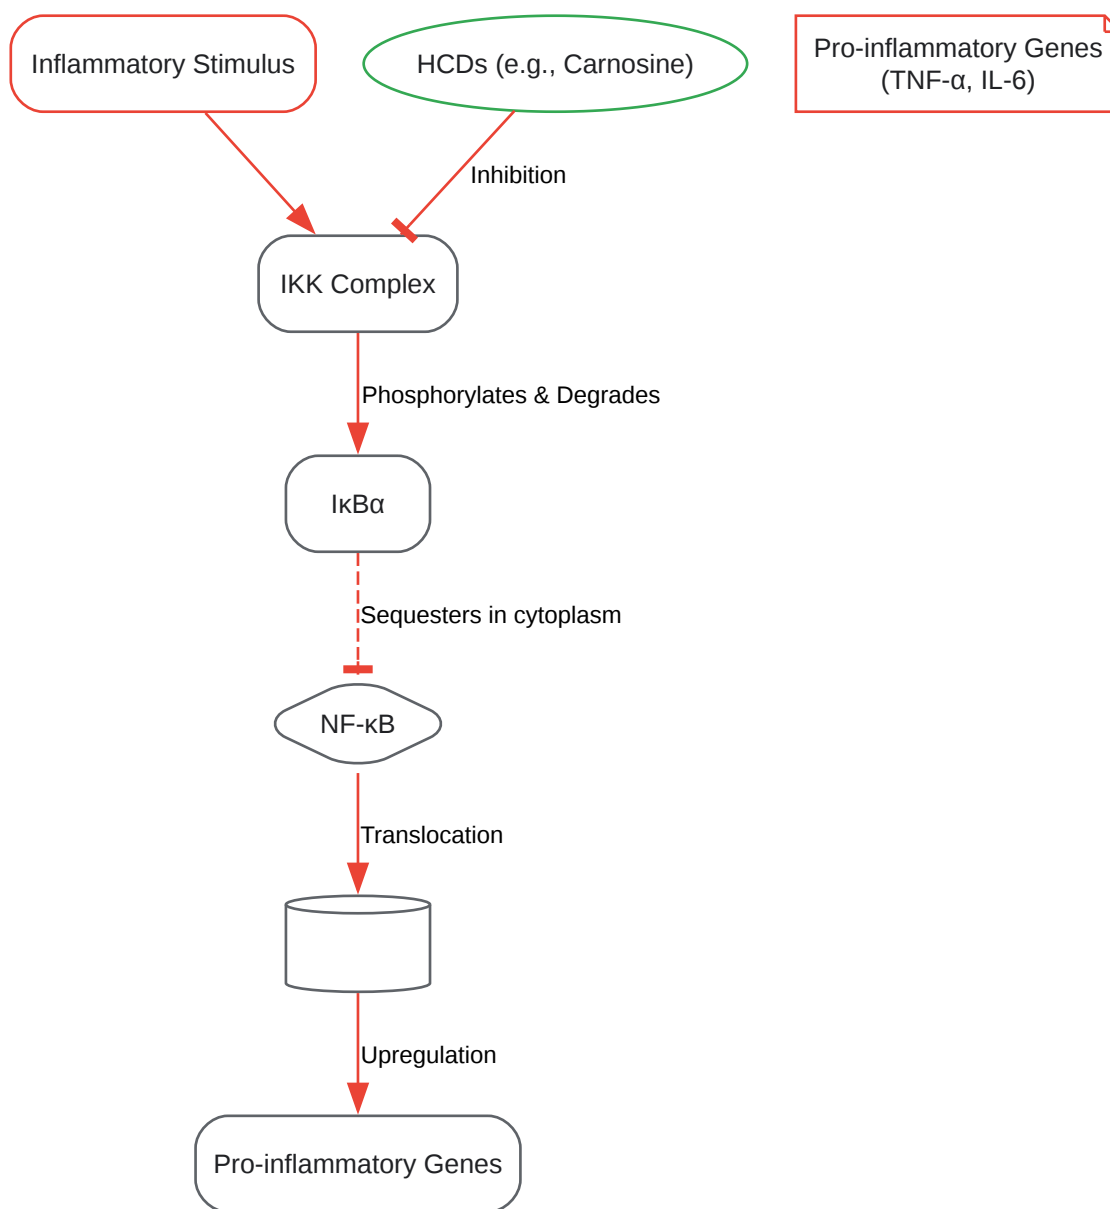 Inflammatory Stimulus
HCDs (e.g., Carnosine)
Pro-inflammatory Genes
(TNF-α, IL-6)
Inhibition
IKK Complex
Phosphorylates & Degrades
IκBα
Sequesters in cytoplasm
NF-κB
Translocation
Upregulation
Pro-inflammatory Genes